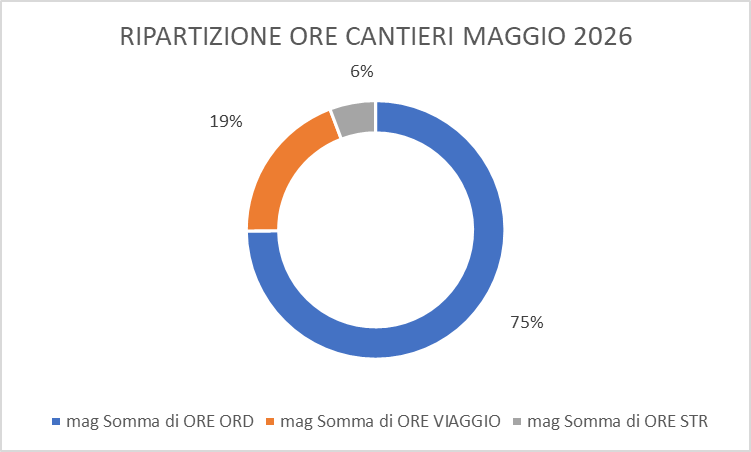 RIPARTIZIONE ORE CANTIERI MAGGIO 2026
6%
19%
75%
mag Somma di ORE ORD mag Somma di ORE VIAGGIO mag Somma di ORE STR